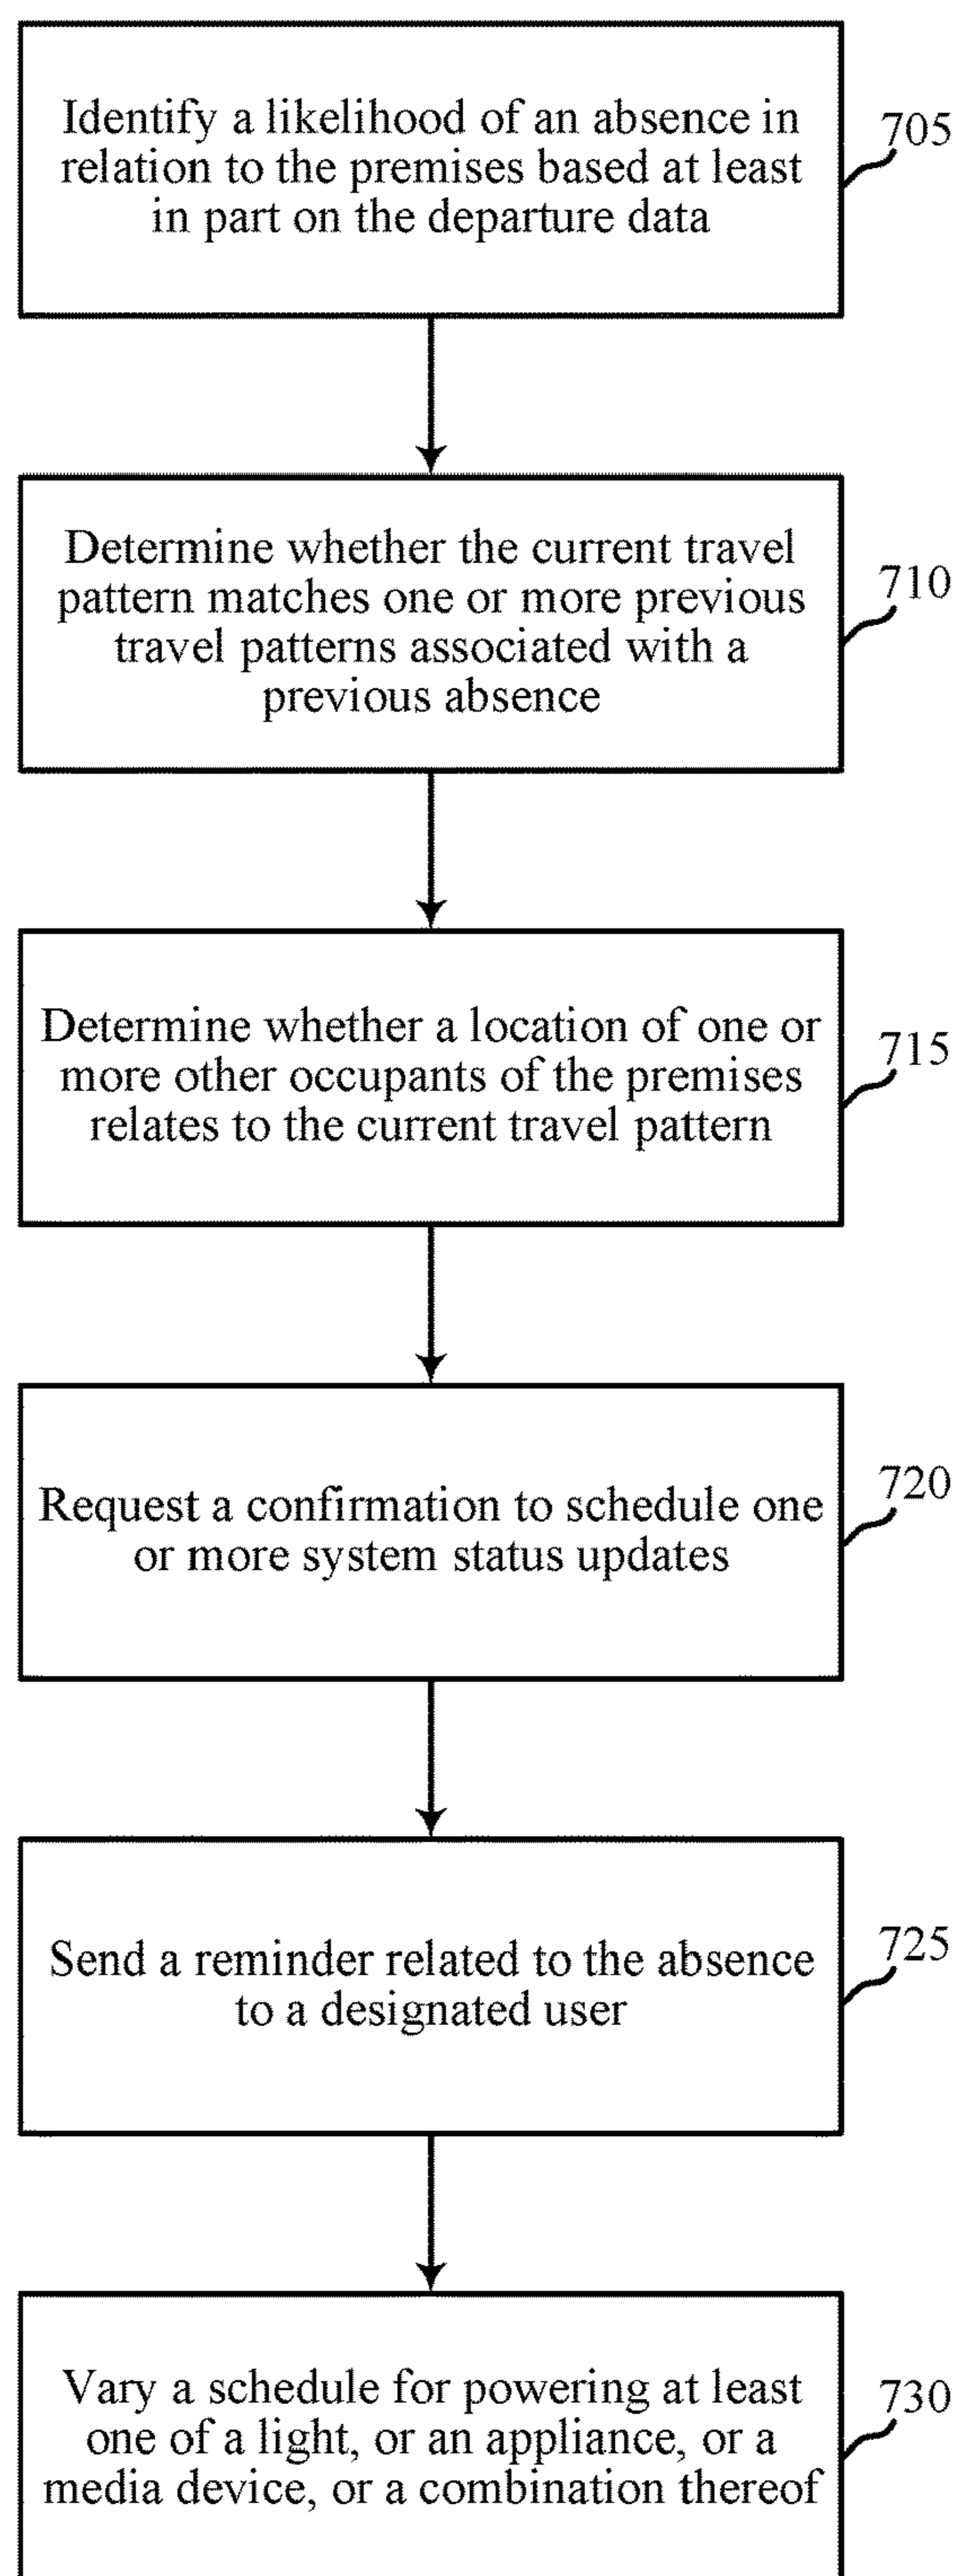 Identify a likelihood of an absence in
relation to the premises based at least
in part on the departure data
705
Determine whether the current travel
pattern matches one or more previous
travel patterns associated with a
previous absence
710
Determine whether a location of one or
more other occupants of the premises
relates to the current travel pattern
715
Request a confirmation to schedule one
or more system status updates
720
Send a reminder related to the absence
to a designated user
725
Vary a schedule for powering at least
one of a light, or an appliance, or a
media device, or a combination thereof
730